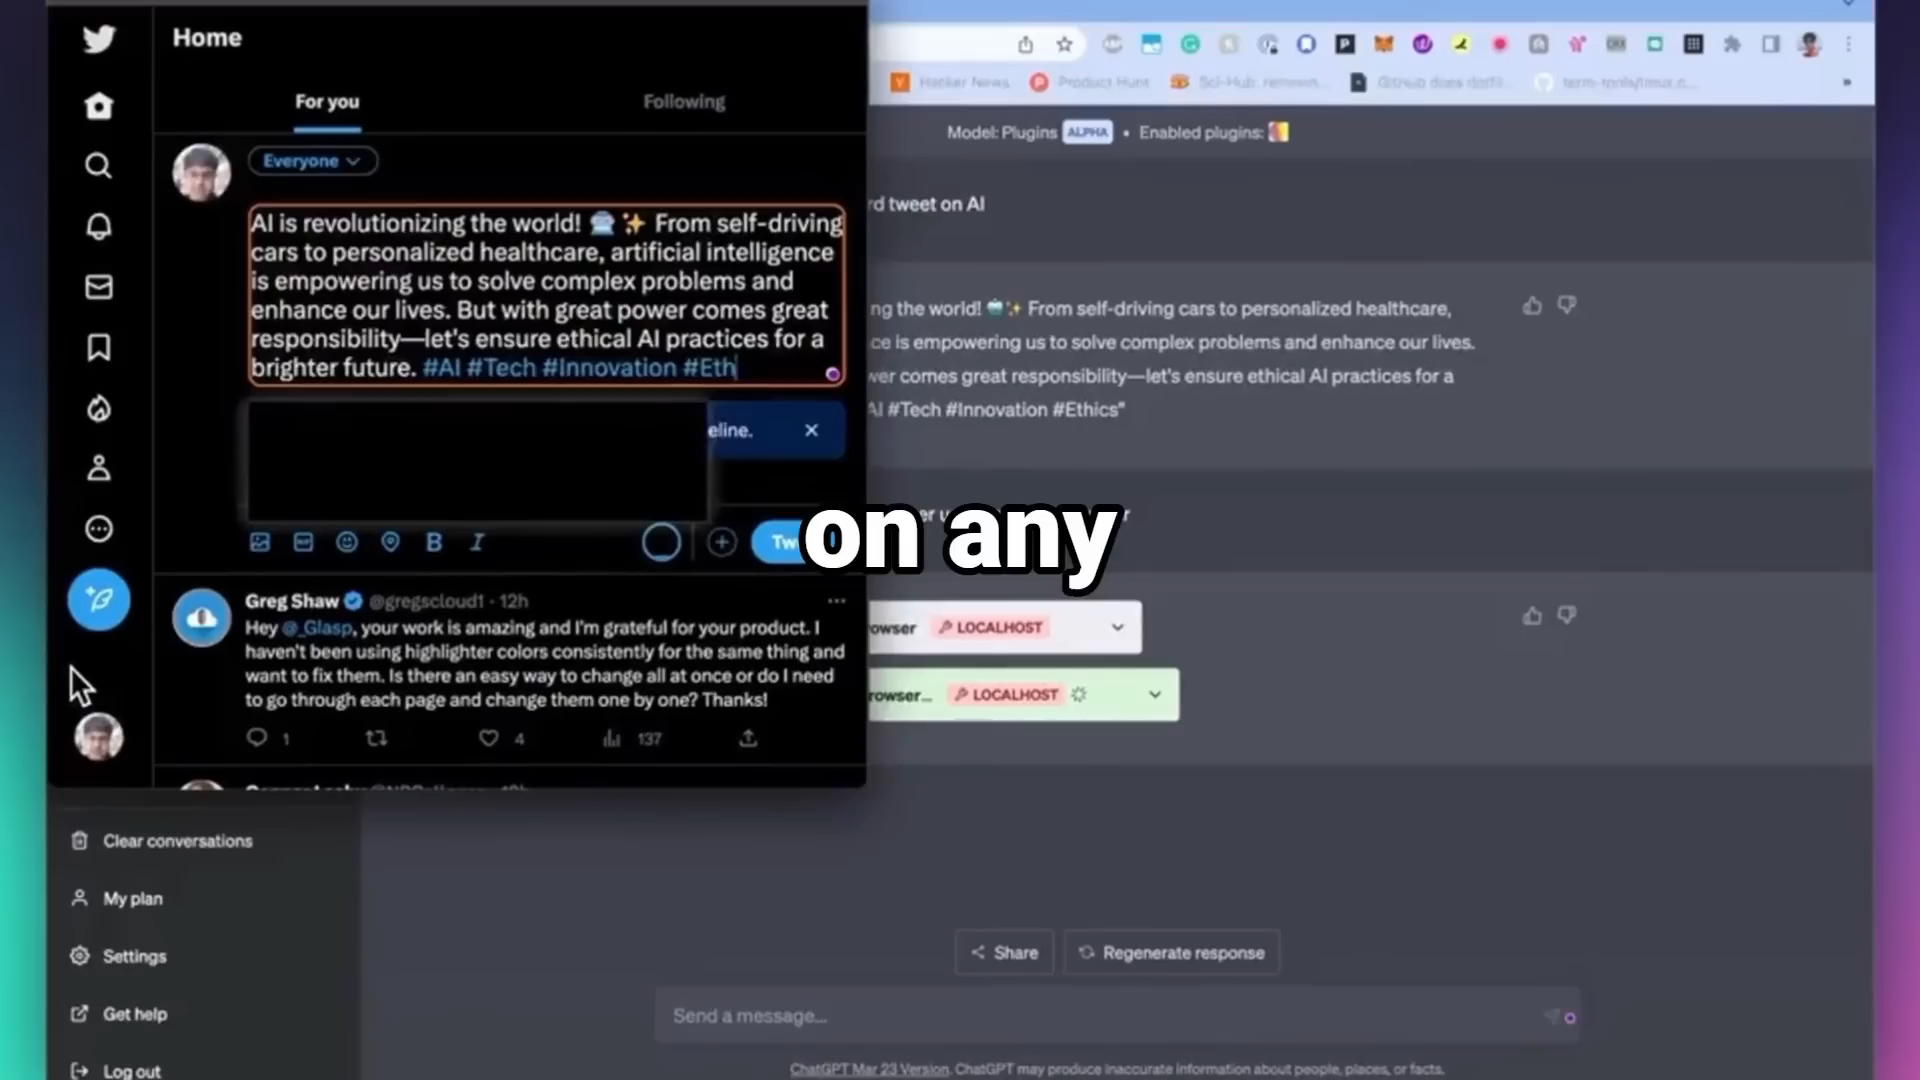 Home
For you
Following
Everyone
AI is revolutionizing the world! 🤖✨ From self-driving
cars to personalized healthcare, artificial intelligence
is empowering us to solve complex problems and
enhance our lives. But with great power comes great
responsibility—let's ensure ethical AI practices for a
brighter future. #AI #Tech #Innovation #Eth
eline.
B I
Tw
Greg Shaw @gregscloud1 · 12h
Hey @_Glasp, your work is amazing and I'm grateful for your product. I
haven't been using highlighter colors consistently for the same thing and
want to fix them. Is there an easy way to change all at once or do I need
to go through each page and change them one by one? Thanks!
1
4
137
Clear conversations
My plan
Settings
Get help
Log out
Hacker News
Product Hunt
Sci-Hub:
Model: Plugins ALPHA • Enabled plugins:
rd tweet on AI
ng the world! 🤖✨ From self-driving cars to personalized healthcare,
ce is empowering us to solve complex problems and enhance our lives.
wer comes great responsibility—let's ensure ethical AI practices for a
AI #Tech #Innovation #Ethics"
on any
owser LOCALHOST
rowser... LOCALHOST
Share
Regenerate response
Send a message...
ChatGPT Mar 23 Version. ChatGPT may produce inaccurate information about people, places, or facts.